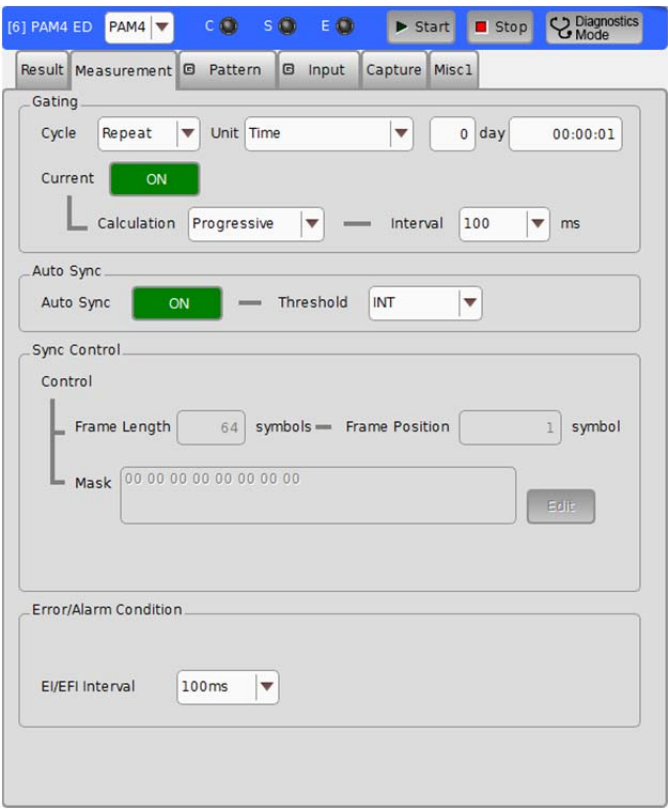 [6] PAM4 ED PAM4 C S E Start Stop Diagnostics Mode
Result Measurement Pattern Input Capture Misc1
Gating
Cycle Repeat Unit Time 0 day 00:00:01
Current ON
Calculation Progressive Interval 100 ms
Auto Sync
Auto Sync ON Threshold INT
Sync Control
Control
Frame Length 64 symbols Frame Position 1 symbol
Mask 00 00 00 00 00 00 00 00
Edit
Error/Alarm Condition
EI/EFI Interval 100ms